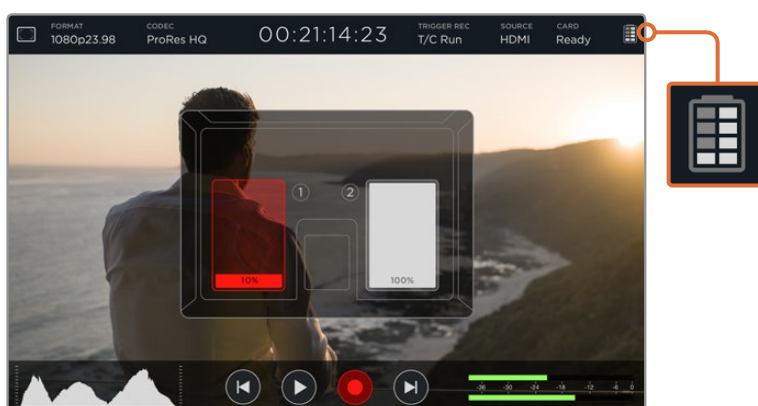 FORMAT
1080p23.98
CODEC
ProRes HQ
00:21:14:23
TRIGGER REC
T/C Run
SOURCE
HDMI
CARD
Ready
1
2
10%
100%
-36 -30 -24 -18 -12 -6 0